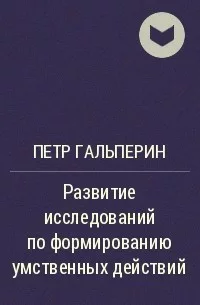 ПЕТР ГАЛЬПЕРИН
Развитие
исследований
по формированию
умственных действий